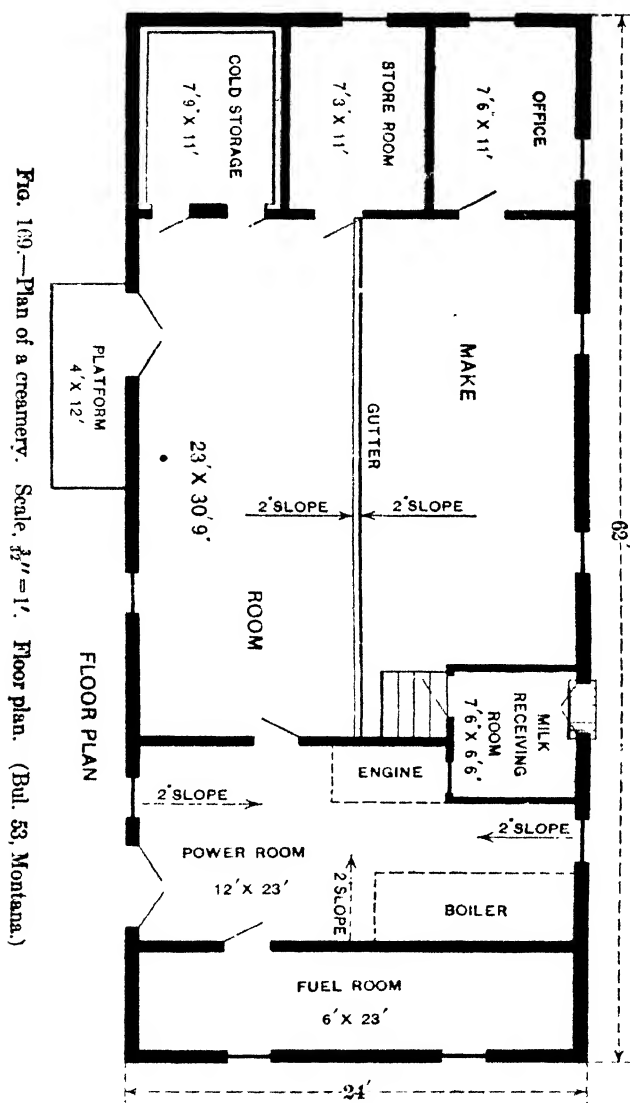 62'
OFFICE
7'6" X 11'
STORE ROOM
7'3" X 11'
COLD STORAGE
7'9" X 11'
MAKE
GUTTER
2" SLOPE
2" SLOPE
23' X 30'9"
ROOM
PLATFORM
4' X 12'
MILK
RECEIVING
ROOM
7'6" X 6'6"
ENGINE
2" SLOPE
2" SLOPE
POWER ROOM
12' X 23'
2" SLOPE
BOILER
FUEL ROOM
6' X 23'
24'
FLOOR PLAN
FIG. 169.—Plan of a creamery. Scale, 3/32" = 1'. Floor plan. (Bul. 53, Montana.)